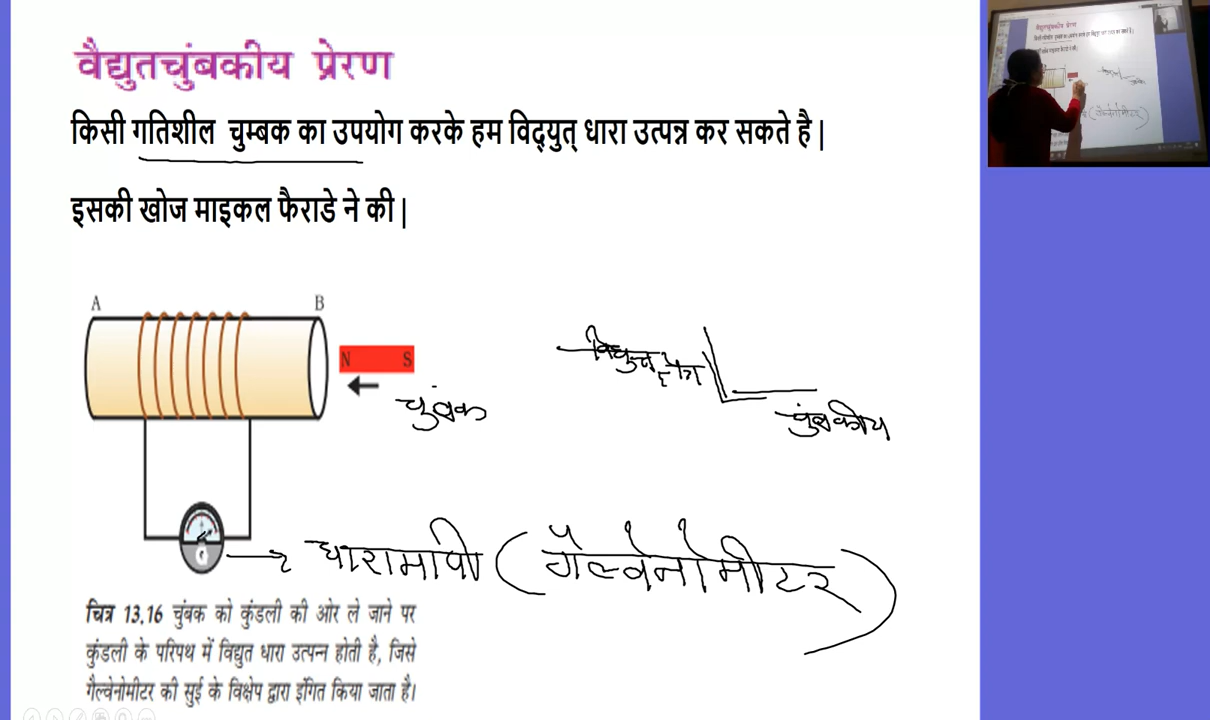 वैद्युतचुंबकीय प्रेरण
किसी गतिशील चुम्बक का उपयोग करके हम विद्युत् धारा उत्पन्न कर सकते है |
इसकी खोज माइकल फैराडे ने की |
A B
N S
चुंबक
विद्युत क्षेत्र
चुंबकीय
G
धारामापी (गैल्वेनोमीटर)
चित्र 13.16 चुंबक को कुंडली की ओर ले जाने पर
कुंडली के परिपथ में विद्युत धारा उत्पन्न होती है, जिसे
गैल्वेनोमीटर की सुई के विक्षेप द्वारा इंगित किया जाता है।